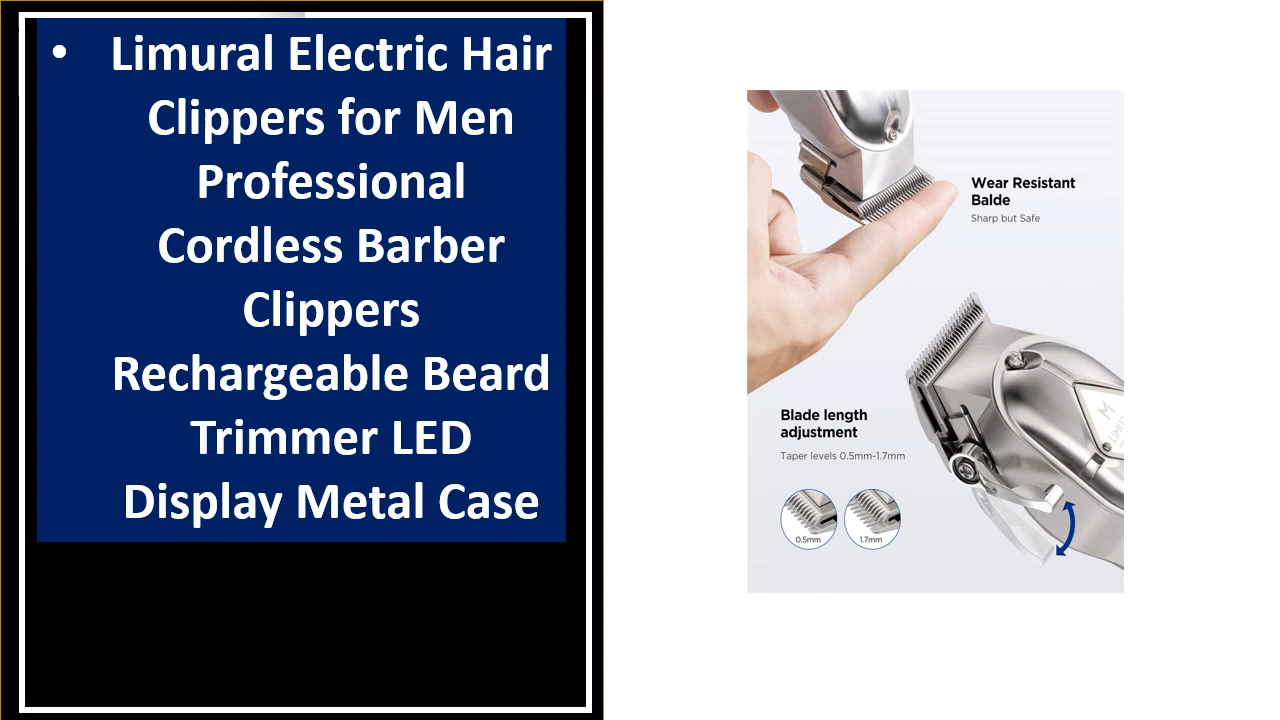 • Limural Electric Hair
Clippers for Men
Professional
Cordless Barber
Clippers
Rechargeable Beard
Trimmer LED
Display Metal Case
Wear Resistant
Balde
Sharp but Safe
Blade length
adjustment
Taper levels 0.5mm-1.7mm
0.5mm
1.7mm